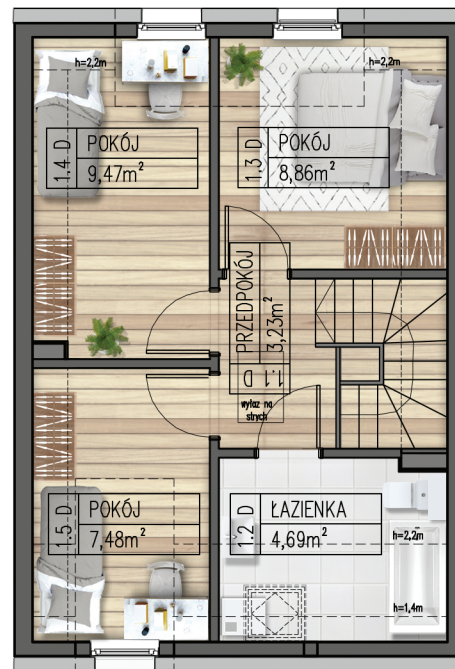 h=2,2m
h=2,2m
1.4 D
POKÓJ
9,47m²
1.3 D
POKÓJ
8,86m²
PRZEDPOKÓJ
3,23m²
1.1 D
wyłaz na
strych
1.5 D
POKÓJ
7,48m²
1.2 D
ŁAZIENKA
4,69m²
h=2,2m
h=1,4m